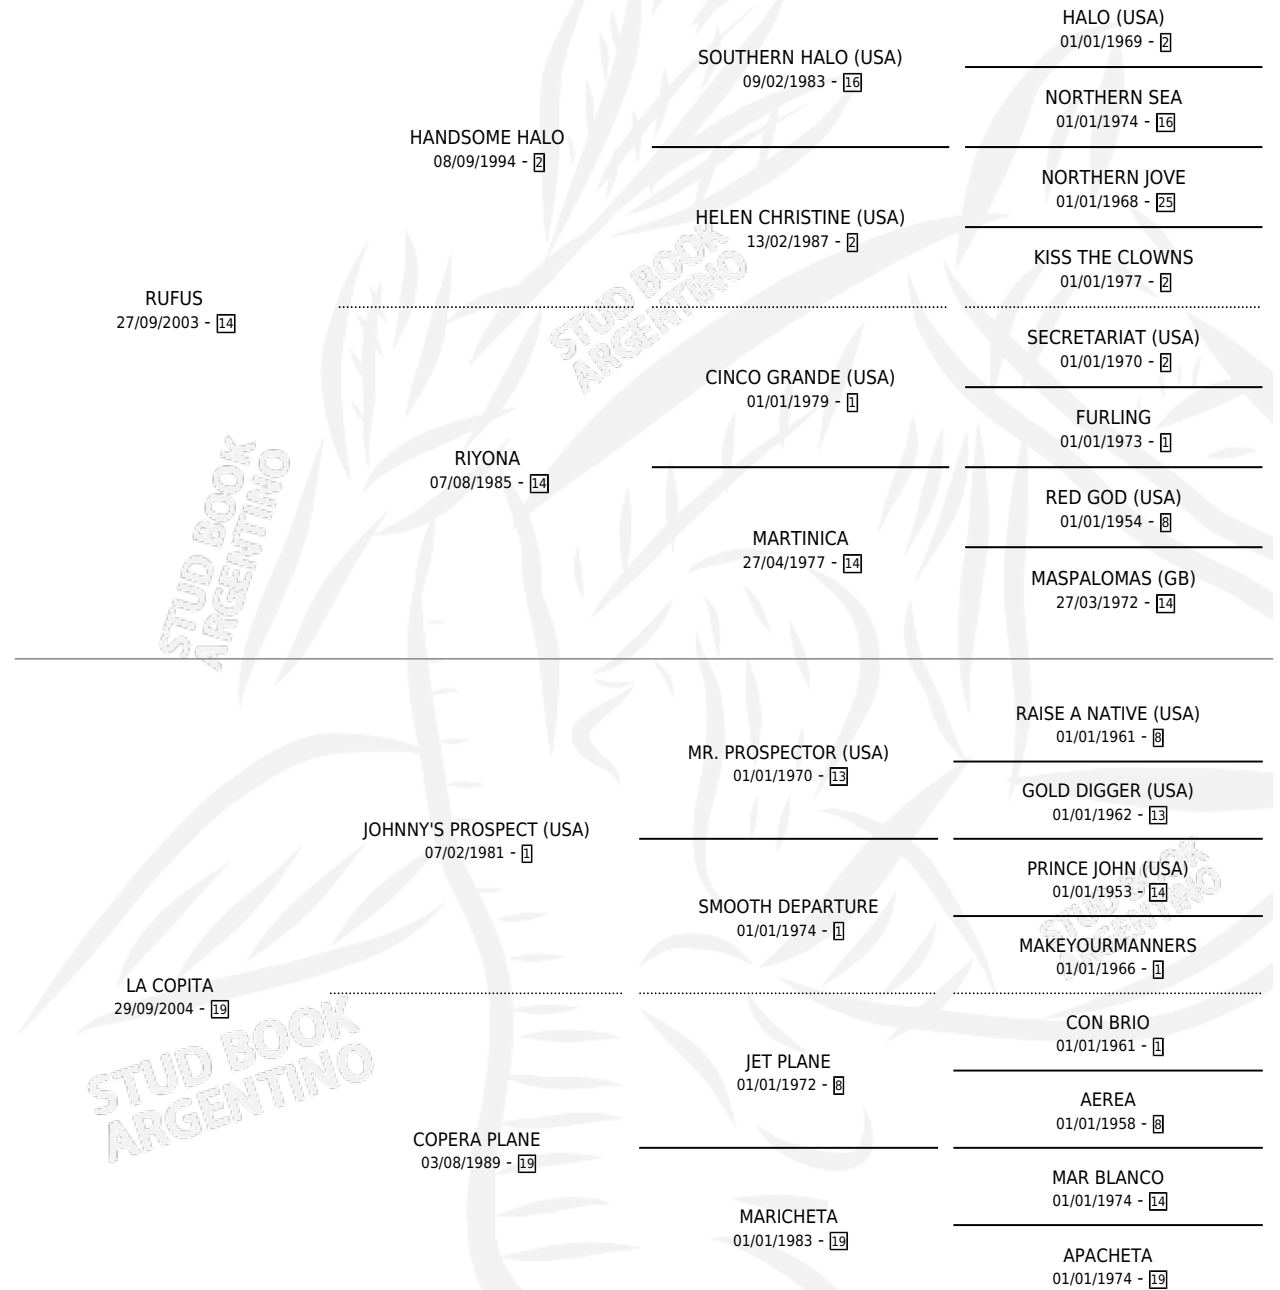 HALO (USA)
01/01/1969 - 2
SOUTHERN HALO (USA)
09/02/1983 - 16
NORTHERN SEA
01/01/1974 - 16
HANDSOME HALO
08/09/1994 - 2
NORTHERN JOVE
01/01/1968 - 25
HELEN CHRISTINE (USA)
13/02/1987 - 2
KISS THE CLOWNS
01/01/1977 - 2
STUD BOOK
ARGENTINO
RUFUS
27/09/2003 - 14
SECRETARIAT (USA)
01/01/1970 - 2
CINCO GRANDE (USA)
01/01/1979 - 1
FURLING
01/01/1973 - 1
RIYONA
07/08/1985 - 14
RED GOD (USA)
01/01/1954 - 8
MARTINICA
27/04/1977 - 14
MASPALOMAS (GB)
27/03/1972 - 14
STUD BOOK
ARGENTINO
RAISE A NATIVE (USA)
01/01/1961 - 8
MR. PROSPECTOR (USA)
01/01/1970 - 13
GOLD DIGGER (USA)
01/01/1962 - 13
JOHNNY'S PROSPECT (USA)
07/02/1981 - 1
PRINCE JOHN (USA)
01/01/1953 - 14
SMOOTH DEPARTURE
01/01/1974 - 1
STUD BOOK
ARGENTINO
MAKEYOURMANNERS
01/01/1966 - 1
LA COPITA
29/09/2004 - 19
CON BRIO
01/01/1961 - 1
JET PLANE
01/01/1972 - 8
STUD BOOK
ARGENTINO
AEREA
01/01/1958 - 8
COPERA PLANE
03/08/1989 - 19
MAR BLANCO
01/01/1974 - 14
MARICHETA
01/01/1983 - 19
APACHETA
01/01/1974 - 19